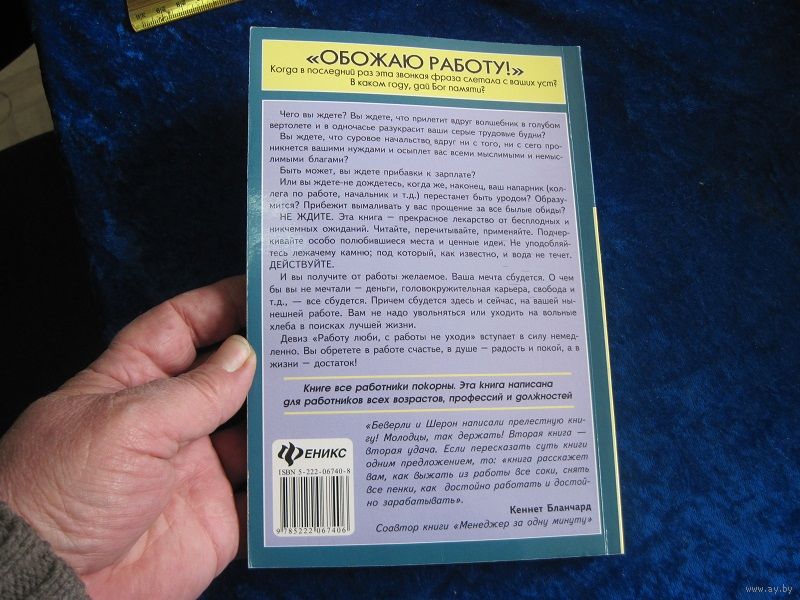 «ОБОЖАЮ РАБОТУ!»
Когда в последний раз эта звонкая фраза слетала с ваших уст?
В каком году, дай Бог памяти?
Чего вы ждете? Вы ждете, что прилетит вдруг волшебник в голубом
вертолете и в одночасье разукрасит ваши серые трудовые будни?
Вы ждете, что суровое начальство вдруг ни с того, ни с сего про-
никнется вашими нуждами и осыплет вас всеми мыслимыми и немыс-
лимыми благами?
Быть может, вы ждете прибавки к зарплате?
Или вы ждете-не дождетесь, когда же, наконец, ваш напарник (кол-
лега по работе, начальник и т.д.) перестанет быть уродом? Образу-
мится? Прибежит вымаливать у вас прощение за все былые обиды?
НЕ ЖДИТЕ. Эта книга — прекрасное лекарство от бесплодных и
никчемных ожиданий. Читайте, перечитывайте, применяйте. Подчер-
кивайте особо полюбившиеся места и ценные идеи. Не уподобляй-
тесь лежачему камню; под который, как известно, и вода не течет.
ДЕЙСТВУЙТЕ.
И вы получите от работы желаемое. Ваша мечта сбудется. О чем
бы вы не мечтали — деньги, головокружительная карьера, свобода и
т.д., — все сбудется. Причем сбудется здесь и сейчас, на вашей ны-
нешней работе. Вам не надо увольняться или уходить на вольные
хлеба в поисках лучшей жизни.
Девиз «Работу люби, с работы не уходи» вступает в силу немед-
ленно. Вы обретете в работе счастье, в душе — радость и покой, а в
жизни — достаток!
Книге все работники покорны. Эта книга написана
для работников всех возрастов, профессий и должностей
«Беверли и Шерон написали прелестную кни-
гу! Молодцы, так держать! Вторая книга —
вторая удача. Если пересказать суть книги
одним предложением, то: «книга расскажет
вам, как выжать из работы все соки, снять
все пенки, как достойно работать и достой-
но зарабатывать».
Кеннет Бланчард
Соавтор книги «Менеджер за одну минуту»
ФЕНИКС
ISBN 5-222-06740-8
9 785222 067406
www.ay.by